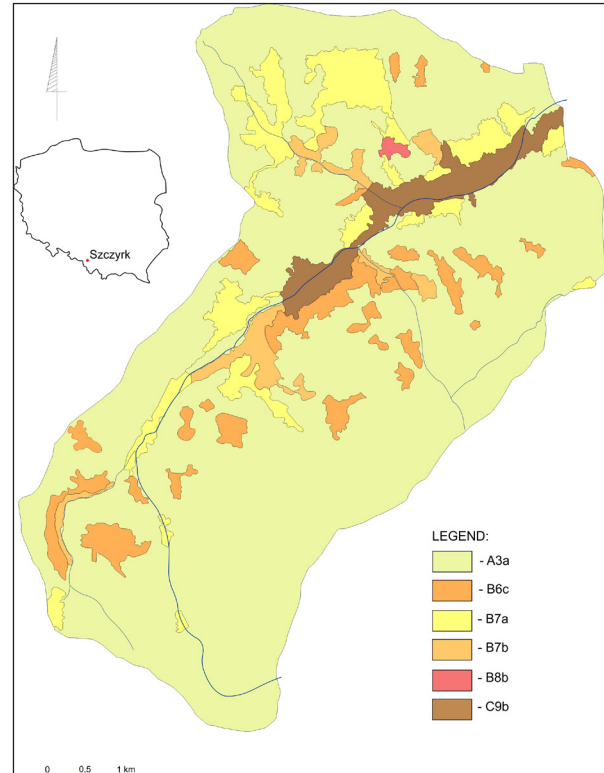 Szczyrk
LEGEND:
- A3a
- B6c
- B7a
- B7b
- B8b
- C9b
0 0,5 1 km